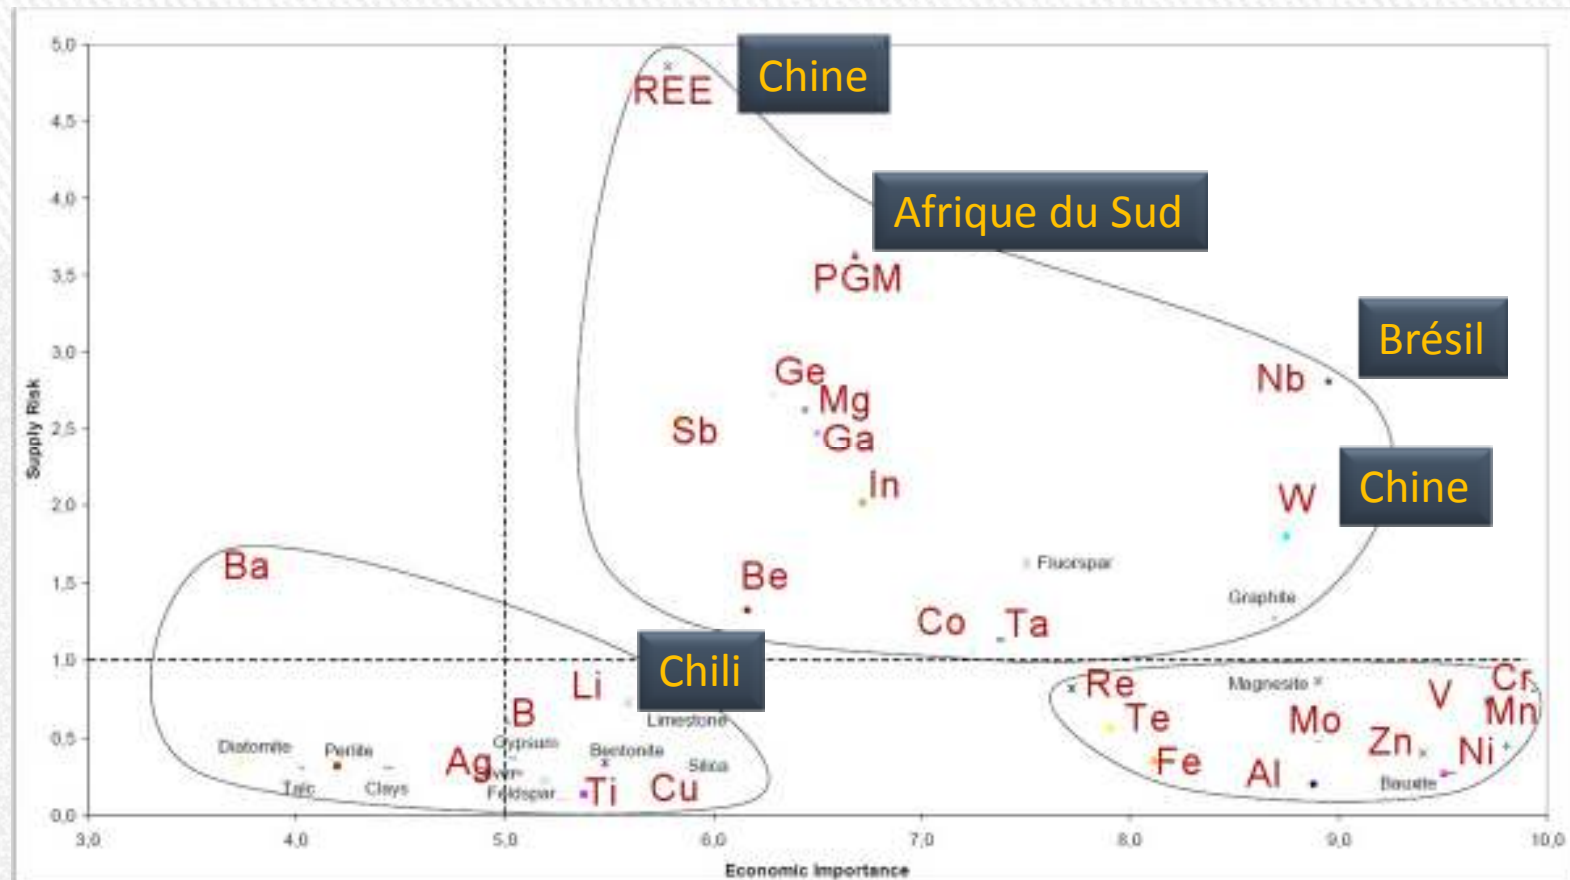 5,0
Chine
REE
4,5
4,0
Afrique du Sud
3,5
PGM
3,0
Brésil
Ge
Nb
Mg
Supply Risk
2,5
Sb
Ga
Chine
In
2,0
W
Ba
1,5
Be
Fluorspar
Graphite
Co
Ta
1,0
Chili
Li
Re
Magnesite
V
Cr
B
Limestone
Te
Mo
Mn
0,5
Diatomite
Perlite
Ag
Gypsum
Bentonite
Silica
Fe
Al
Zn
Ni
Talc
Clays
Feldspar
Ti
Cu
Bauxite
0,0
3,0
4,0
5,0
6,0
7,0
8,0
9,0
10,0
Economic Importance